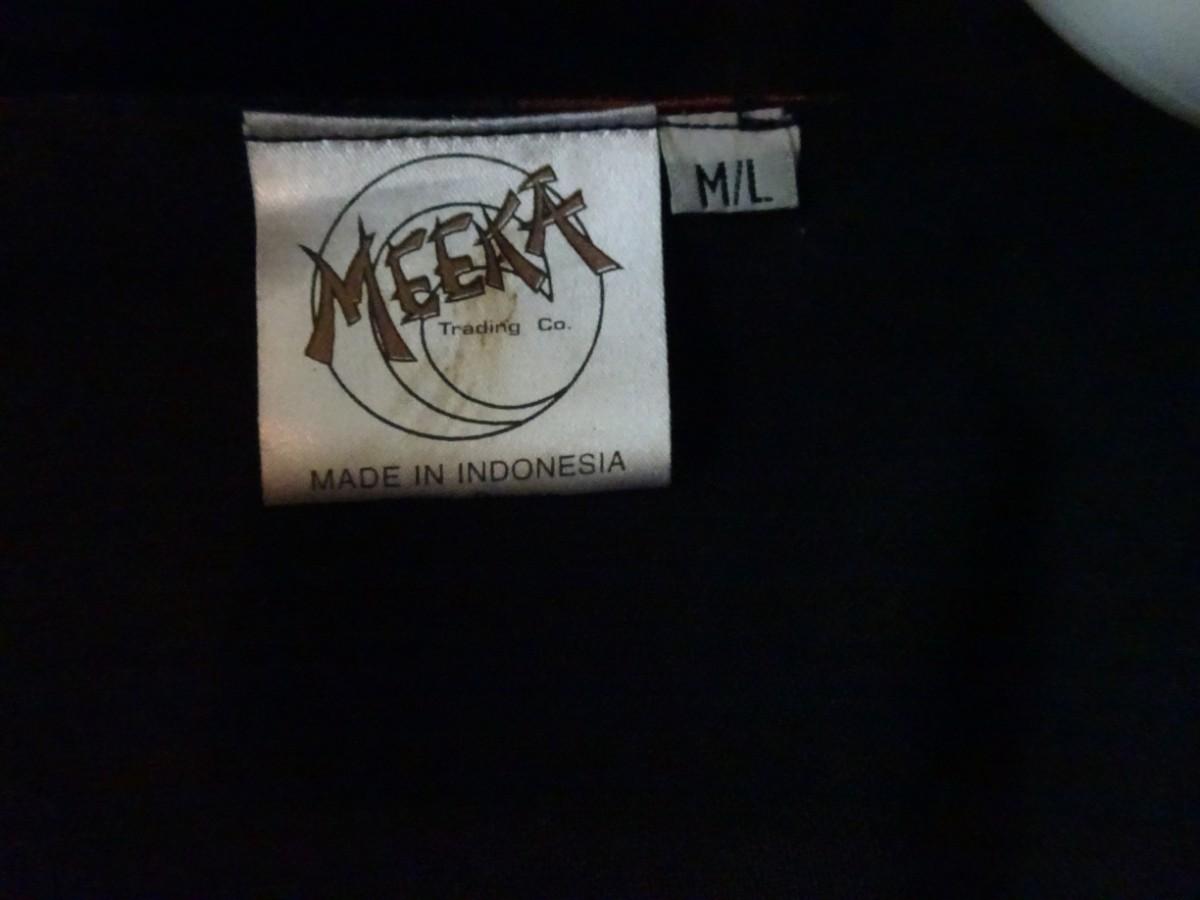 MEEKA
Trading Co.
MADE IN INDONESIA
M/L